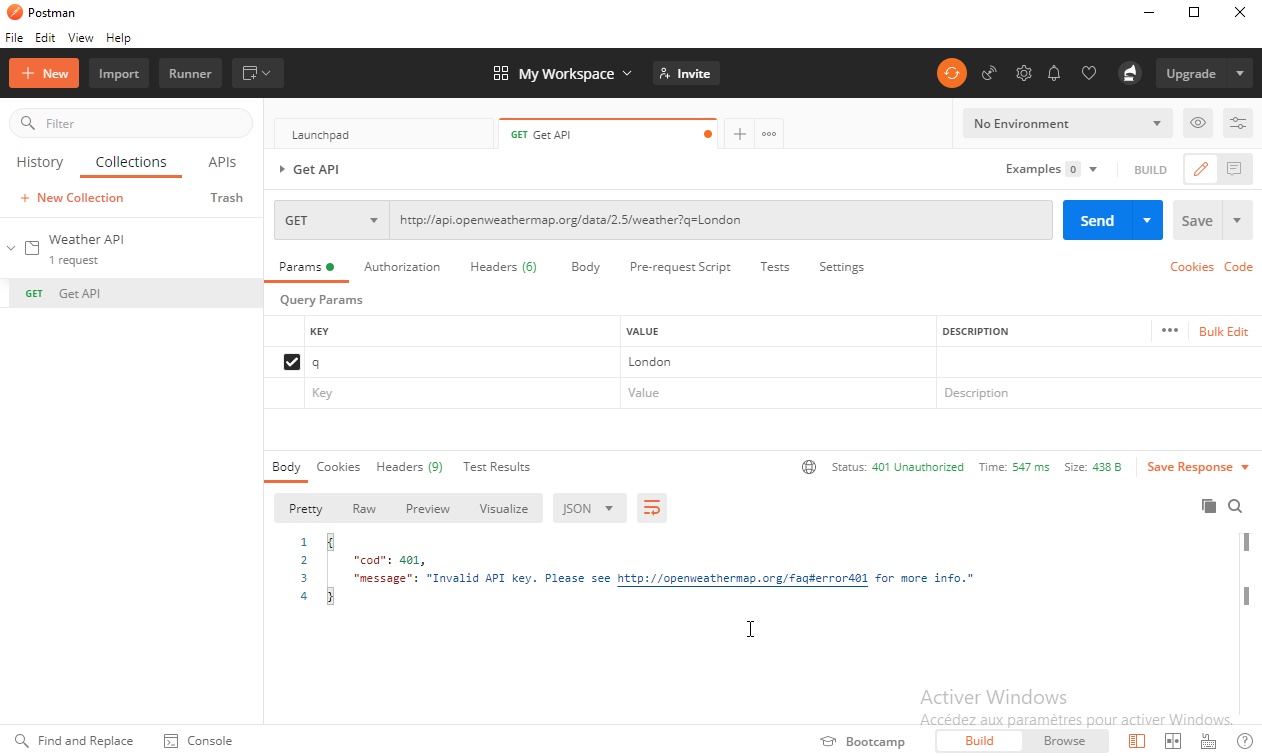 Postman
File Edit View Help
+ New Import Runner My Workspace Invite Upgrade
Filter
History Collections APIs
+ New Collection Trash
Weather API
1 request
GET Get API
Launchpad GET Get API + ••• No Environment
Get API Examples 0 BUILD
GET http://api.openweathermap.org/data/2.5/weather?q=London Send Save
Params Authorization Headers (6) Body Pre-request Script Tests Settings Cookies Code
Query Params
KEY VALUE DESCRIPTION ••• Bulk Edit
q London
Key Value Description
Body Cookies Headers (9) Test Results Status: 401 Unauthorized Time: 547 ms Size: 438 B Save Response
Pretty Raw Preview Visualize JSON
1 {
2 "cod": 401,
3 "message": "Invalid API key. Please see http://openweathermap.org/faq#error401 for more info."
4 }
Activer Windows
Accédez aux paramètres pour activer Windows.
Find and Replace Console Bootcamp Build Browse ?